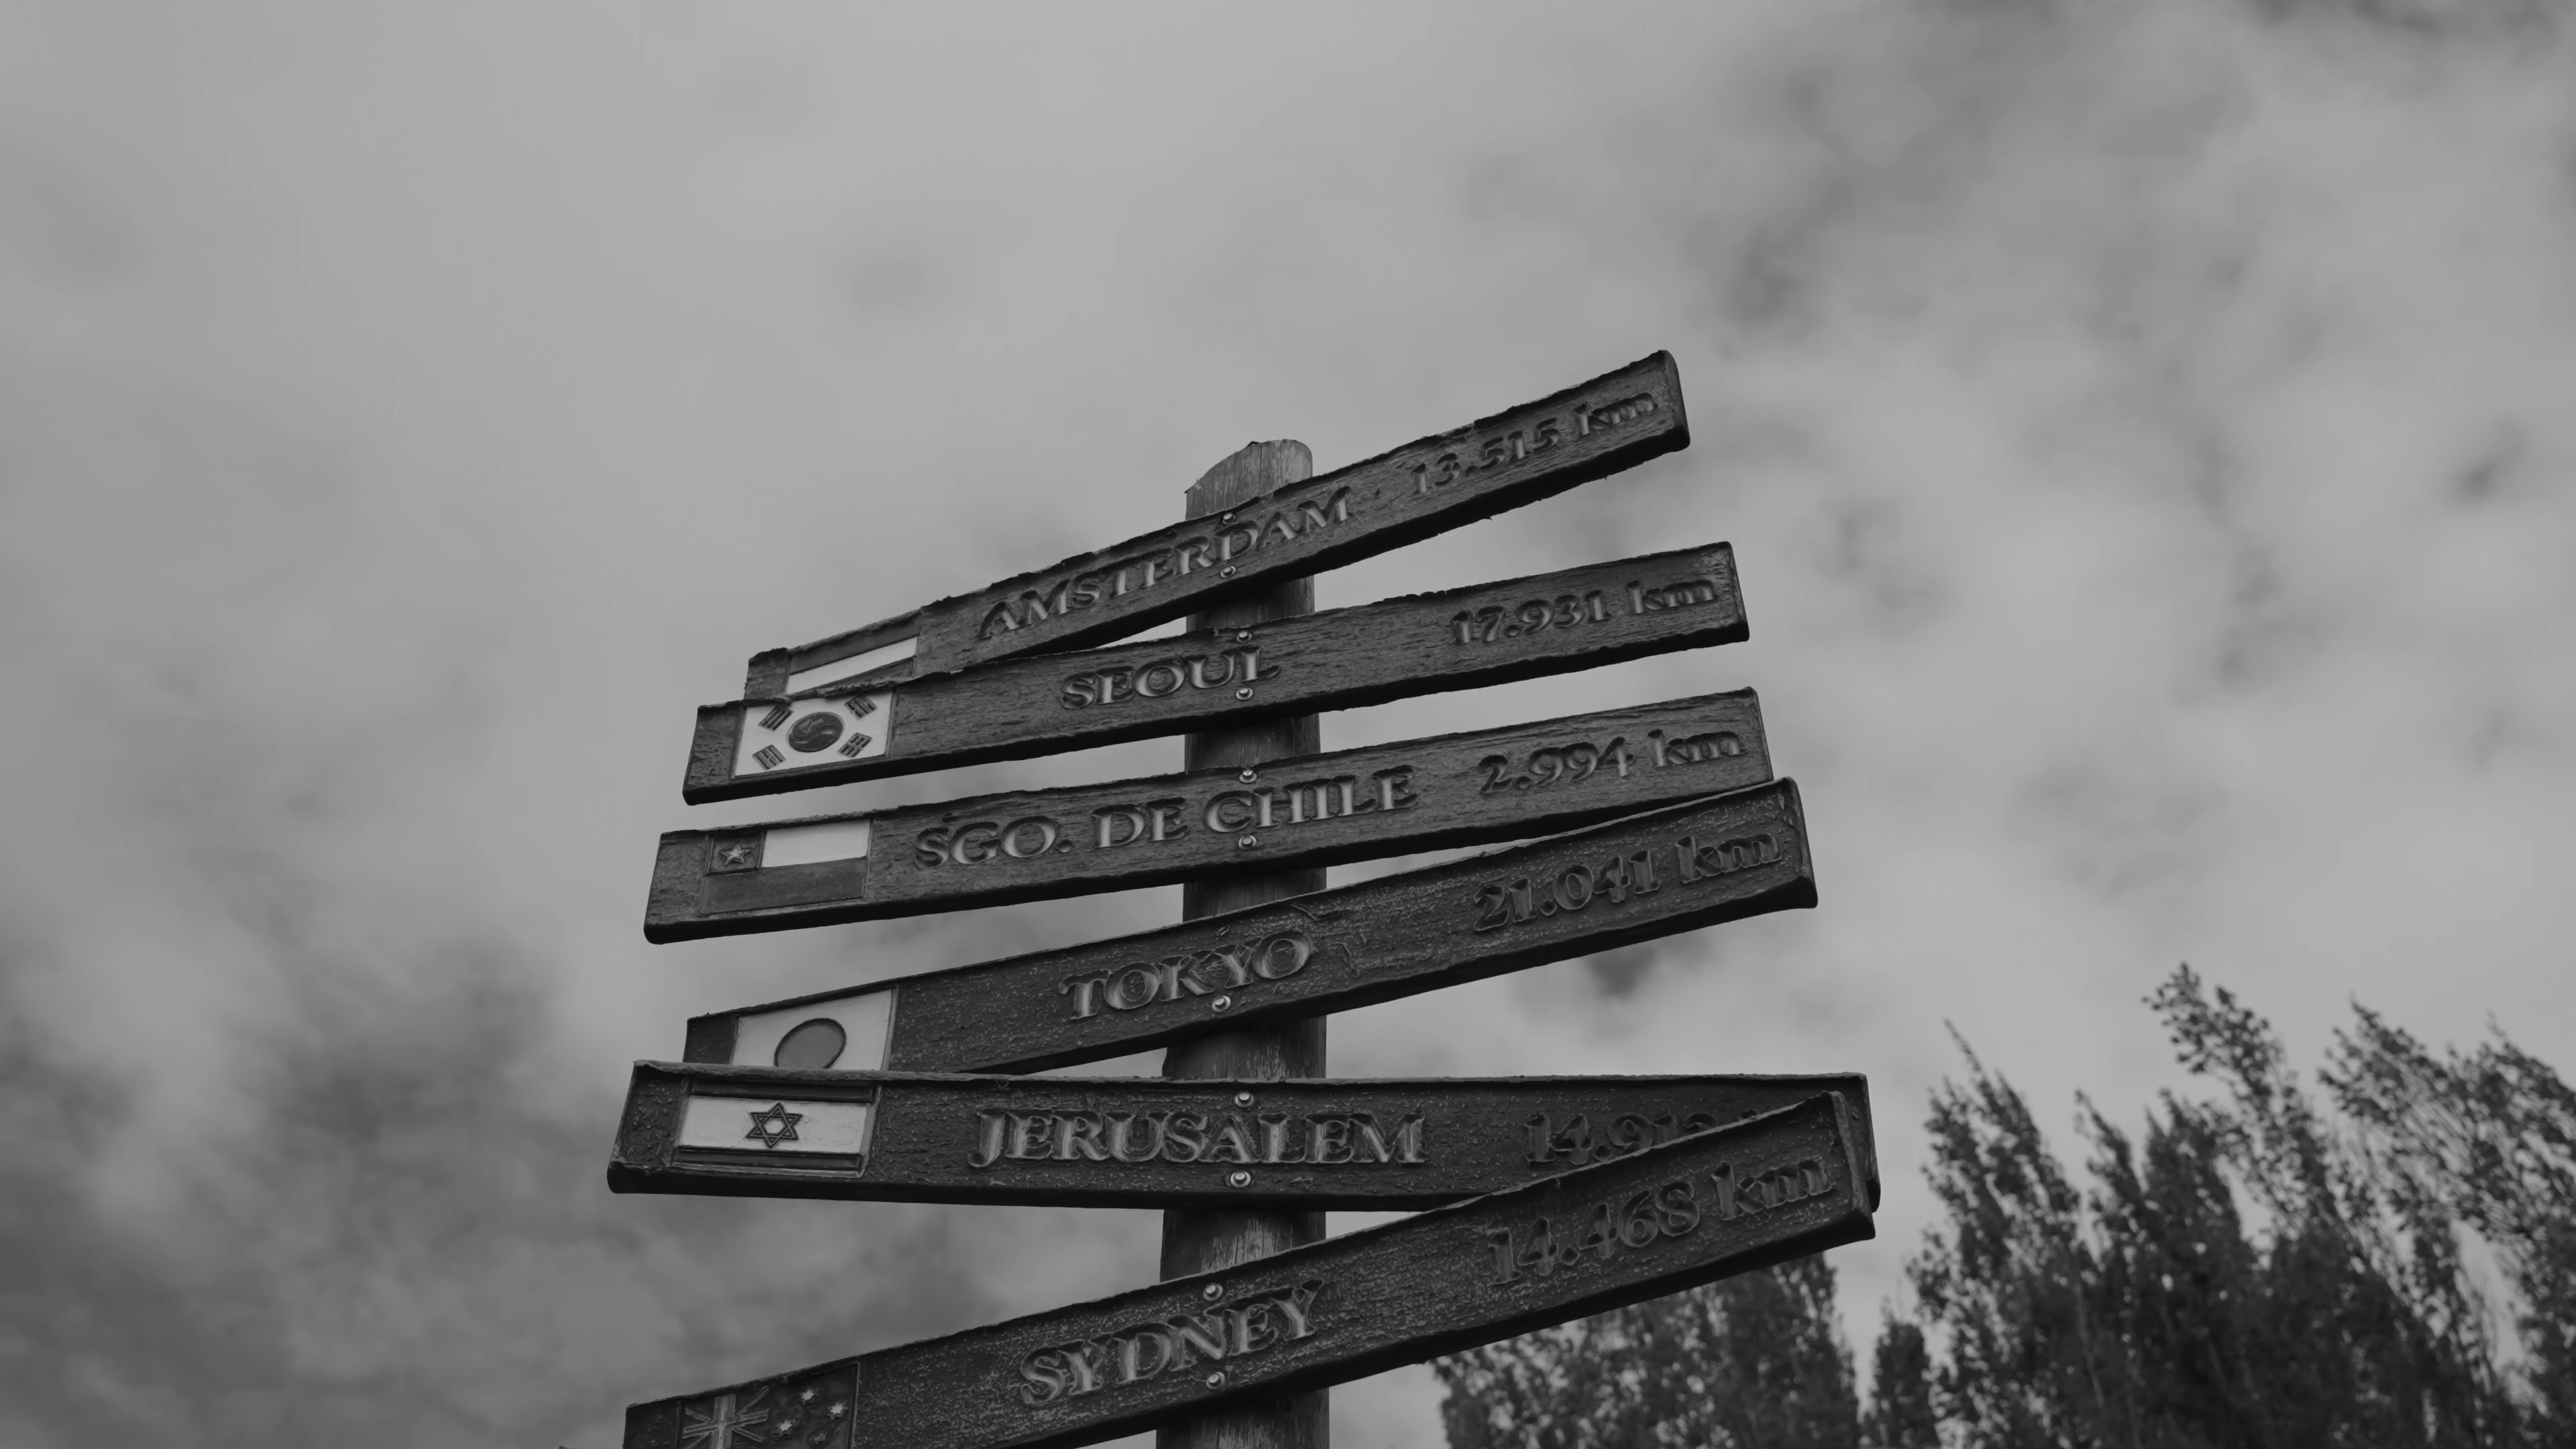 AMSTERDAM · 13.515 km
SEOUL 17.931 km
SGO. DE CHILE 2.994 km
TOKYO 21.041 km
JERUSALEM
SYDNEY 14.468 km